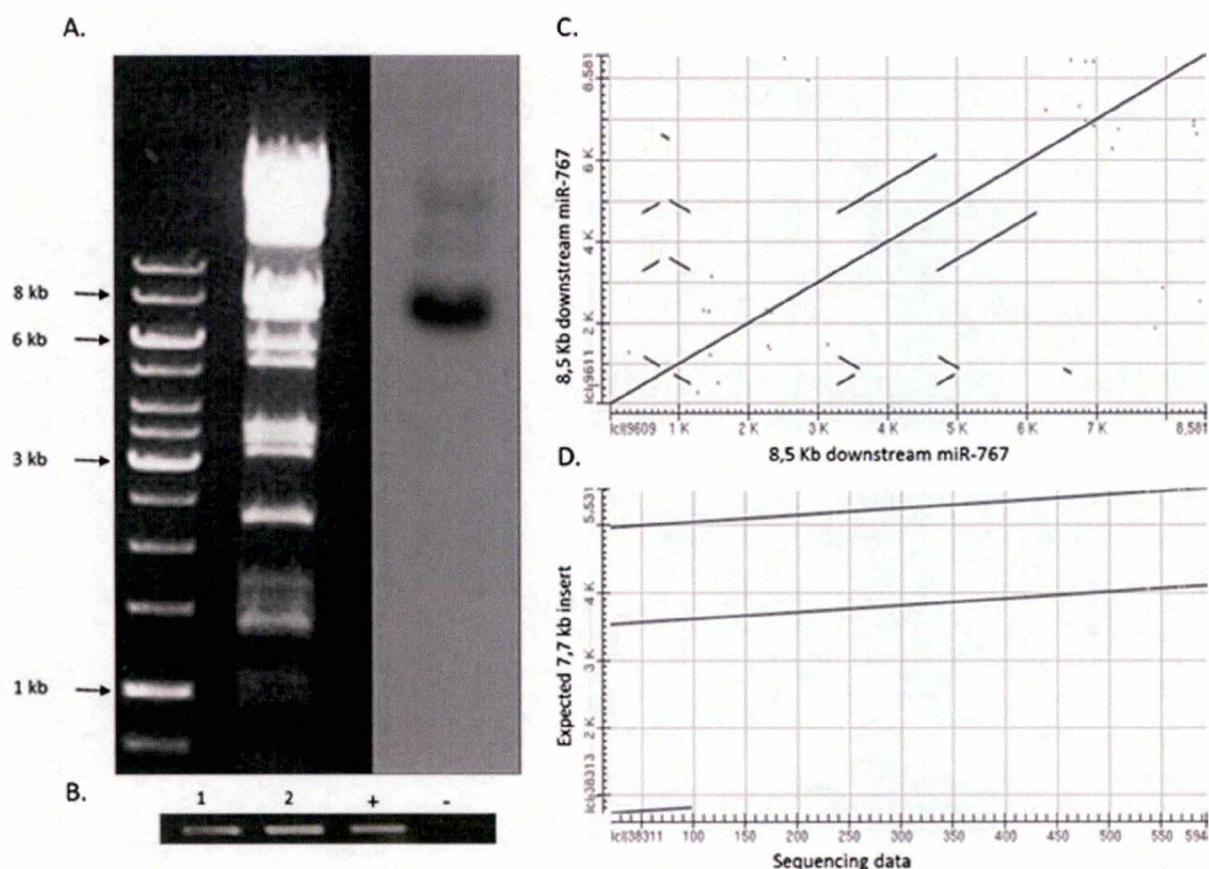 A.
8 kb
6 kb
3 kb
1 kb
B.
1 2 + -
C.
8,5 Kb downstream miR-767
8,581
6 K
4 K
2 K
lcl|9611
lcl|9609 1 K 2 K 3 K 4 K 5 K 6 K 7 K 8,581
8,5 Kb downstream miR-767
D.
Expected 7,7 kb insert
5,531
4 K
3 K
2 K
lcl|38313
lcl|38311 100 150 200 250 300 350 400 450 500 550 594
Sequencing data